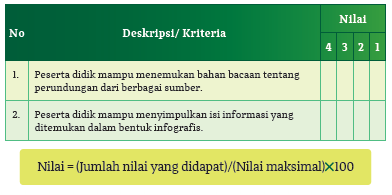 No Deskripsi/ Kriteria Nilai
4 3 2 1
1. Peserta didik mampu menemukan bahan bacaan tentang
perundungan dari berbagai sumber.
2. Peserta didik mampu menyimpulkan isi informasi yang
ditemukan dalam bentuk infografis.
Nilai = (Jumlah nilai yang didapat)/(Nilai maksimal)×100